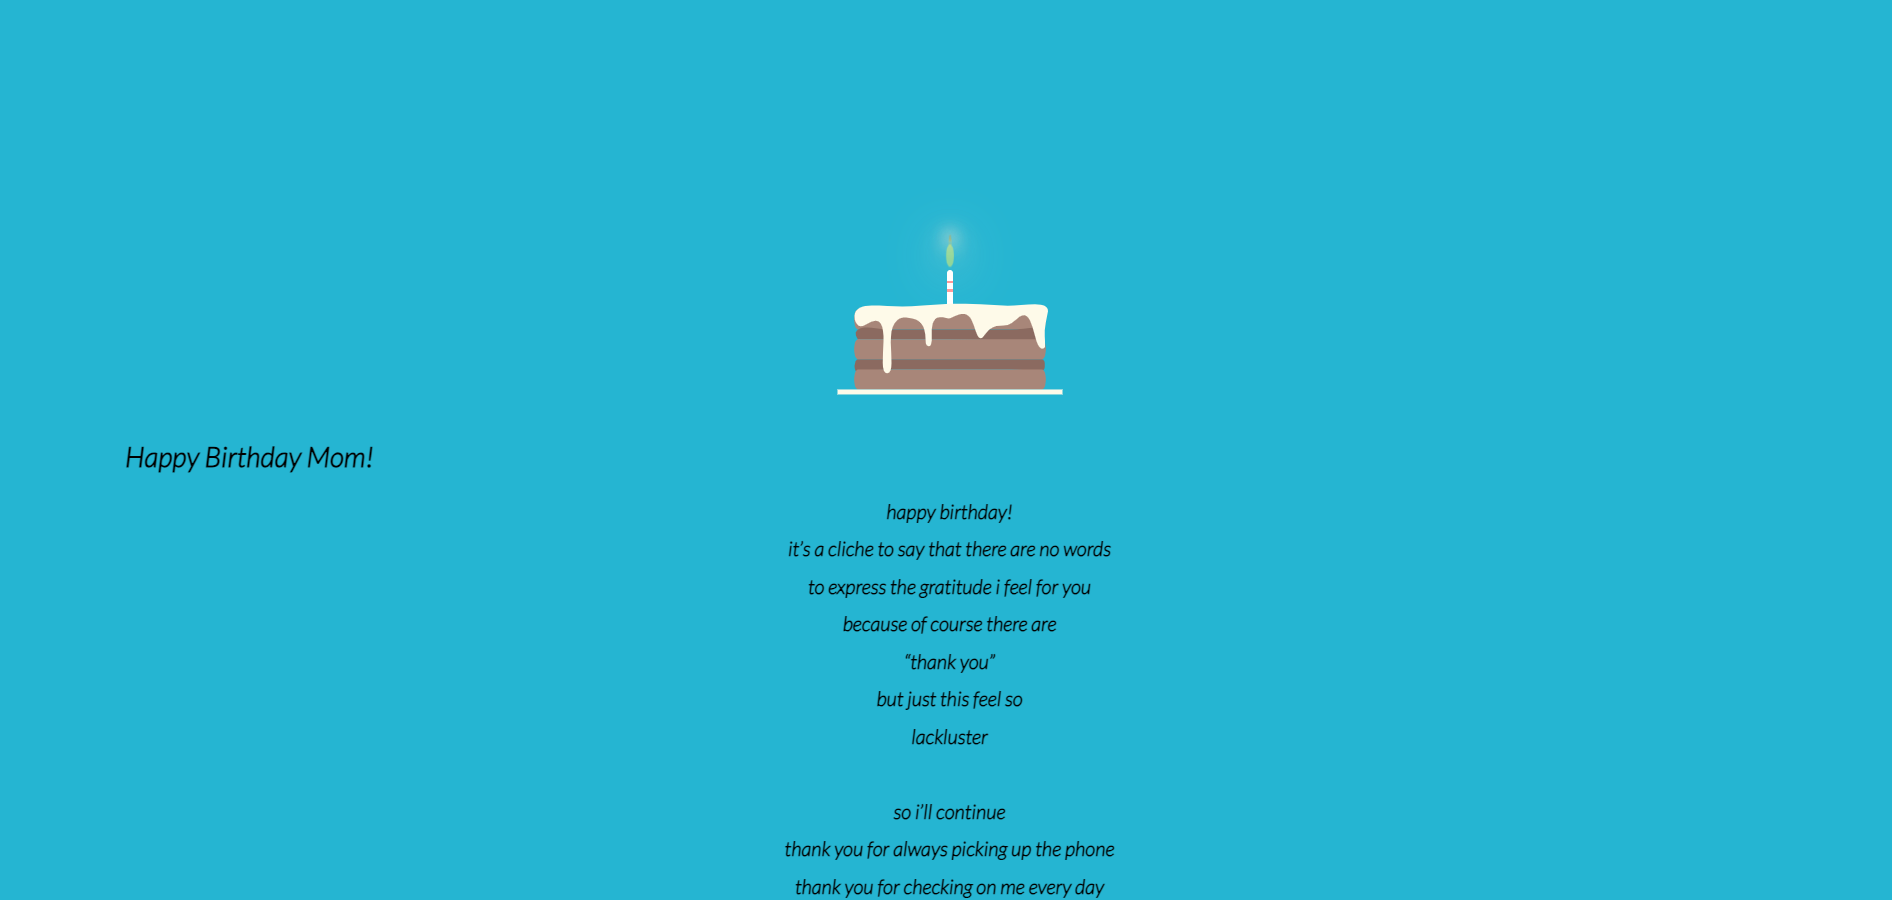 Happy Birthday Mom!
happy birthday!
it’s a cliche to say that there are no words
to express the gratitude i feel for you
because of course there are
“thank you”
but just this feel so
lackluster
so i’ll continue
thank you for always picking up the phone
thank you for checking on me every day